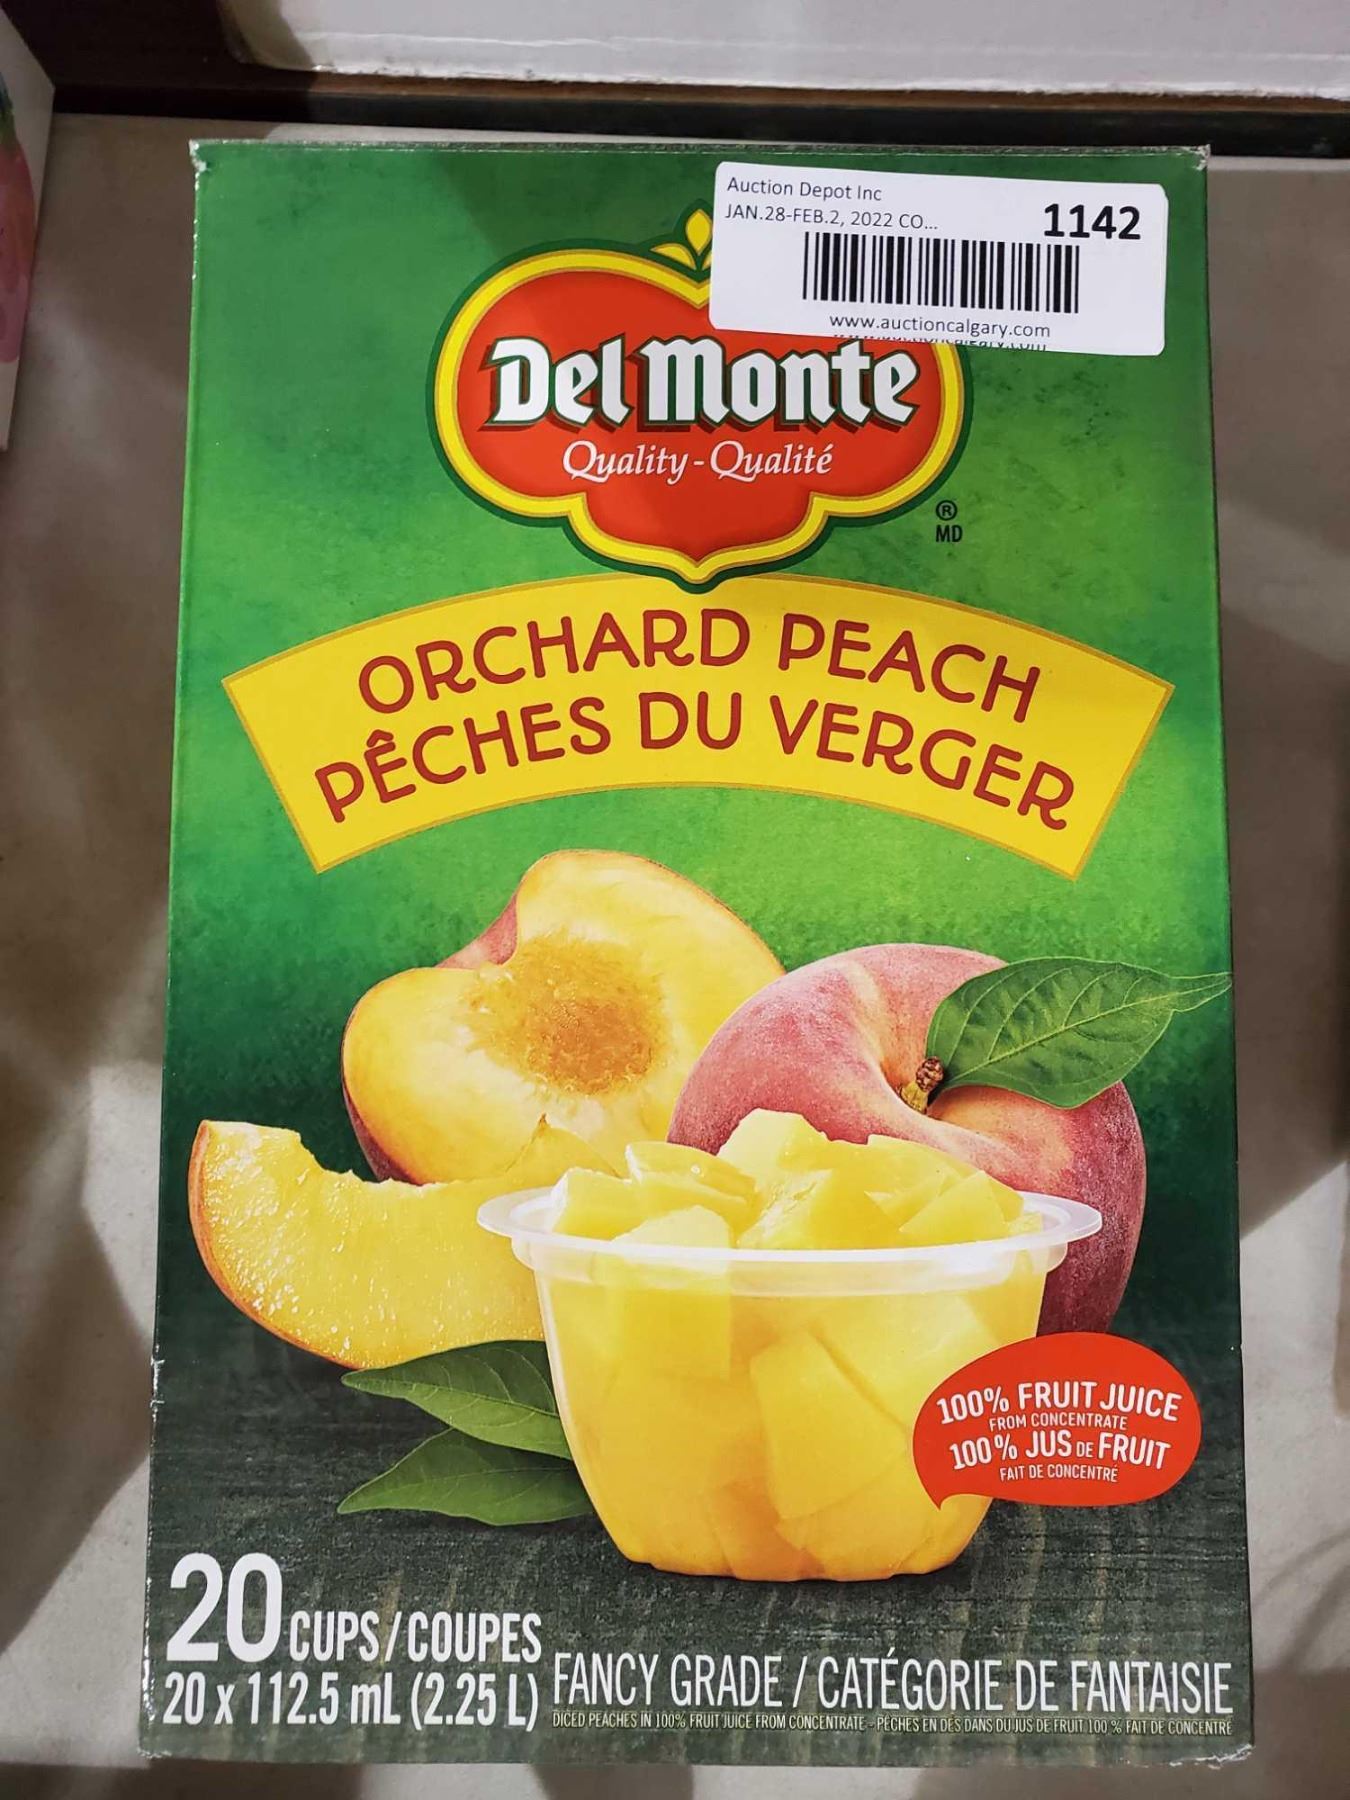 Auction Depot Inc
JAN.28-FEB.2, 2022 CO...
1142
www.auctioncalgary.com
Del Monte
Quality-Qualité
®
MD
ORCHARD PEACH
PÊCHES DU VERGER
100% FRUIT JUICE
FROM CONCENTRATE
100% JUS DE FRUIT
FAIT DE CONCENTRÉ
20 CUPS/COUPES
20 x 112.5 mL (2.25 L)
FANCY GRADE / CATÉGORIE DE FANTAISIE
DICED PEACHES IN 100% FRUIT JUICE FROM CONCENTRATE - PÊCHES EN DÉS DANS DU JUS DE FRUIT 100 % FAIT DE CONCENTRÉ